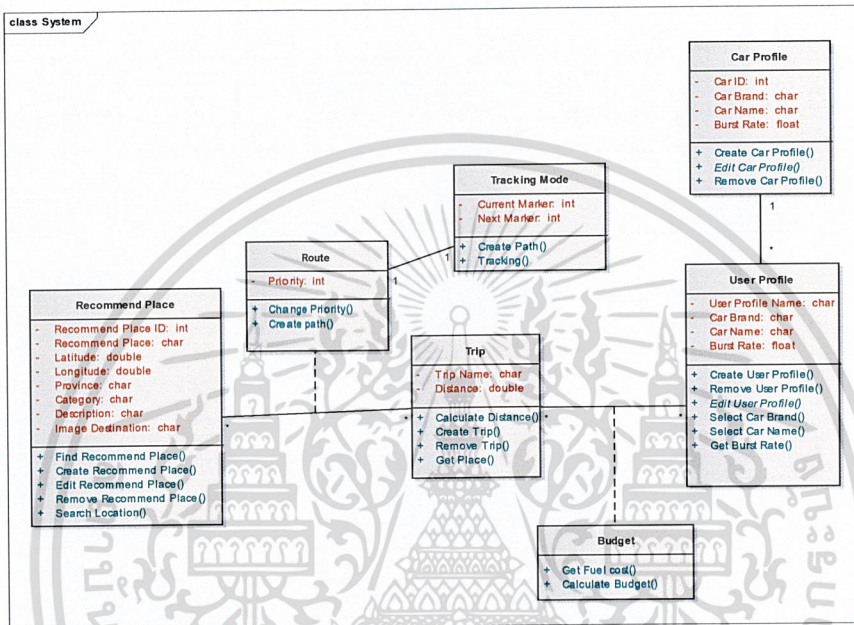 class System
Car Profile
- Car ID: int
- Car Brand: char
- Car Name: char
- Burst Rate: float
+ Create Car Profile()
+ Edit Car Profile()
+ Remove Car Profile()
1
*
Tracking Mode
- Current Marker: int
- Next Marker: int
+ Create Path()
+ Tracking()
1
1
Route
- Priority: int
+ Change Priority()
+ Create path()
User Profile
- User Profile Name: char
- Car Brand: char
- Car Name: char
- Burst Rate: float
+ Create User Profile()
+ Remove User Profile()
+ Edit User Profile()
+ Select Car Brand()
+ Select Car Name()
+ Get Burst Rate()
Recommend Place
- Recommend Place ID: int
- Recommend Place: char
- Latitude: double
- Longitude: double
- Province: char
- Category: char
- Description: char
- Image Destination: char
+ Find Recommend Place()
+ Create Recommend Place()
+ Edit Recommend Place()
+ Remove Recommend Place()
+ Search Location()
Trip
- Trip Name: char
- Distance: double
+ Calculate Distance()
+ Create Trip()
+ Remove Trip()
+ Get Place()
*
*
*
*
Budget
+ Get Fuel cost()
+ Calculate Budget()